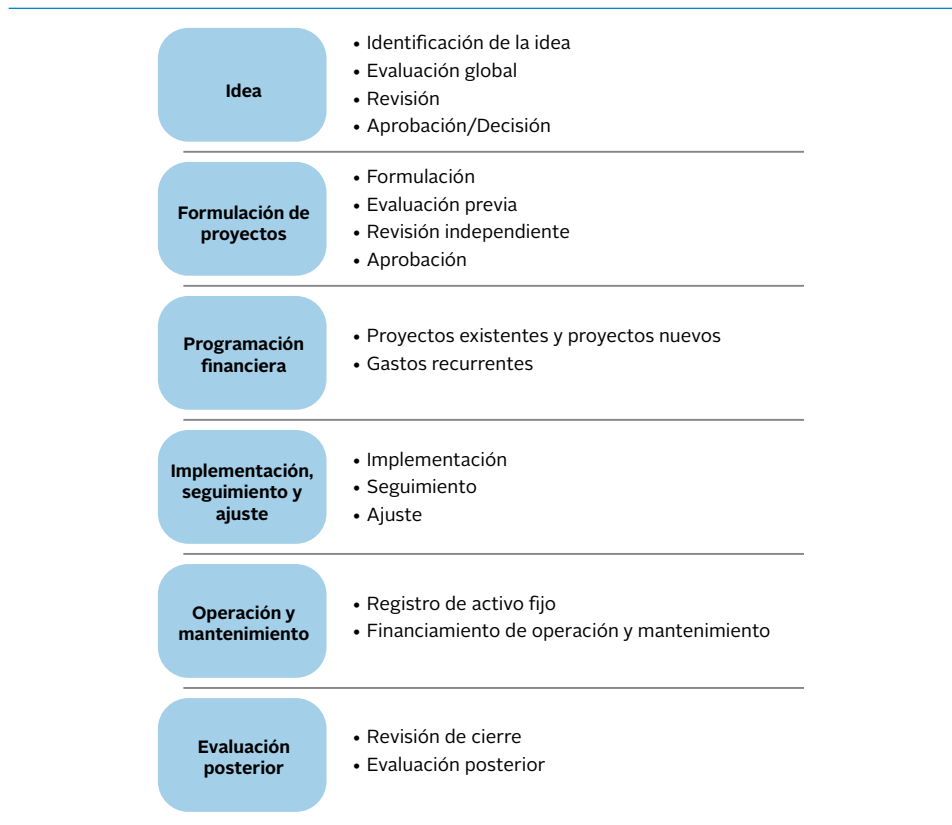 Idea
• Identificación de la idea
• Evaluación global
• Revisión
• Aprobación/Decisión
Formulación de
proyectos
• Formulación
• Evaluación previa
• Revisión independiente
• Aprobación
Programación
financiera
• Proyectos existentes y proyectos nuevos
• Gastos recurrentes
Implementación,
seguimiento y
ajuste
• Implementación
• Seguimiento
• Ajuste
Operación y
mantenimiento
• Registro de activo fijo
• Financiamiento de operación y mantenimiento
Evaluación
posterior
• Revisión de cierre
• Evaluación posterior